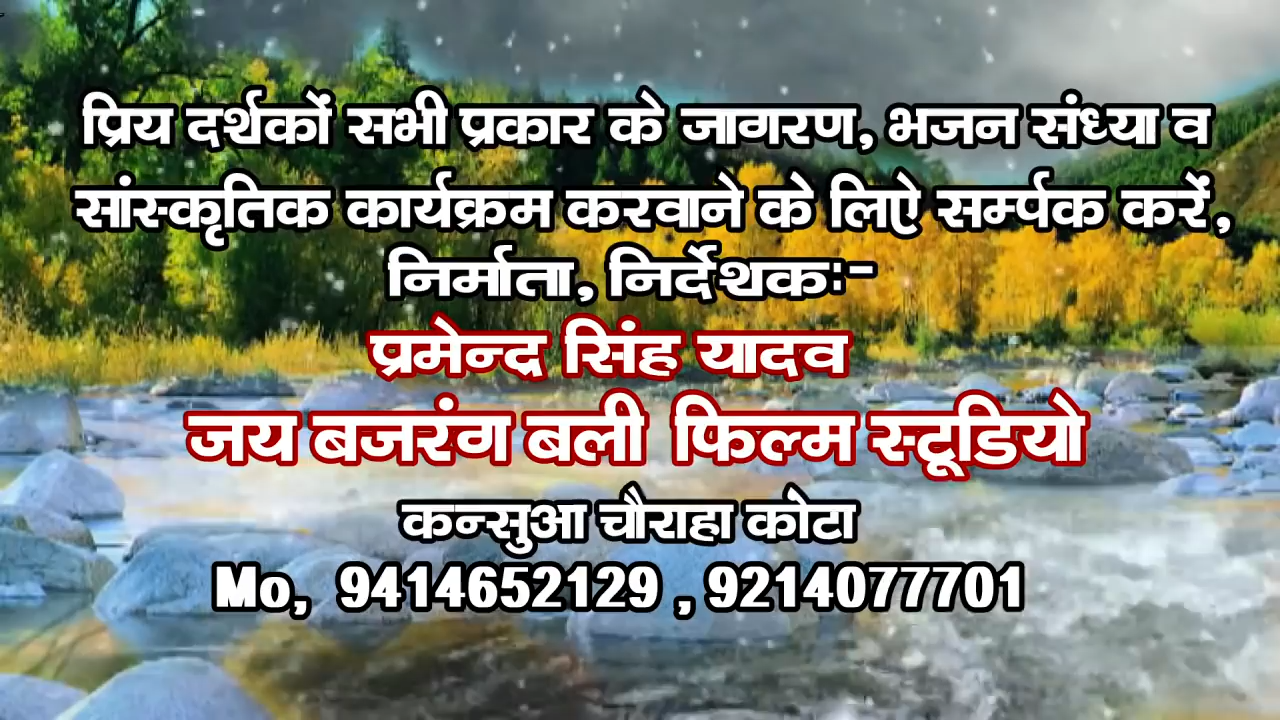 प्रिय दर्थकों सभी प्रकार के जागरण, भजन संध्या व
सांस्कृतिक कार्यक्रम करवाने के लिऐ सर्म्पक करें,
निर्माता, निर्देशकः-
प्रमेन्द्र सिंह यादव
जय बजरंग बली फिल्म स्टूडियो
कन्सुआ चौराहा कोटा
Mo, 9414652129 , 9214077701